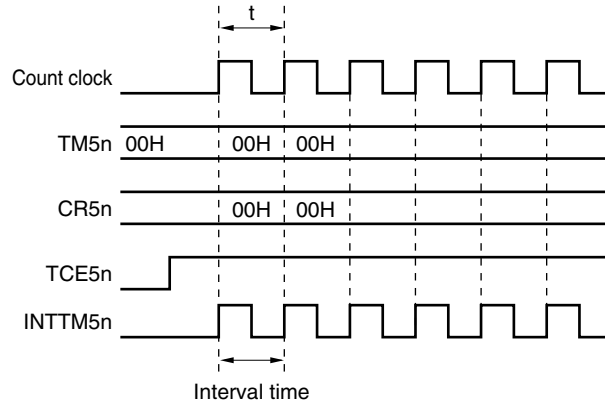 t
Count clock
TM5n 00H 00H 00H
CR5n 00H 00H
TCE5n
INTTM5n
Interval time